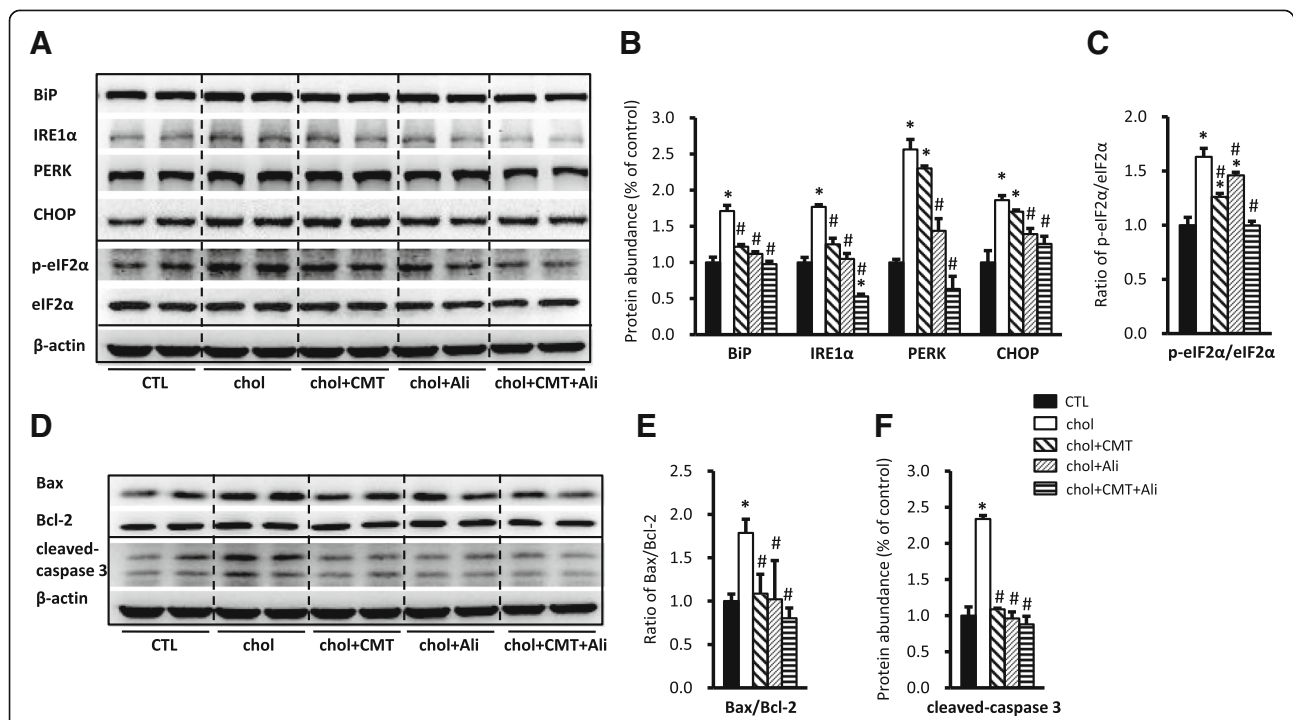 A
BiP
IRE1α
PERK
CHOP
p-eIF2α
eIF2α
β-actin
CTL chol chol+CMT chol+Ali chol+CMT+Ali
B
Protein abundance (% of control)
3.0
2.5
2.0
1.5
1.0
0.5
0.0
* # # #
* # # # *
* * # #
* * # #
BiP IRE1α PERK CHOP
C
Ratio of p-eIF2α/eIF2α
2.0
1.5
1.0
0.5
0.0
* # * # * #
p-eIF2α/eIF2α
CTL
chol
chol+CMT
chol+Ali
chol+CMT+Ali
D
Bax
Bcl-2
cleaved-
caspase 3
β-actin
CTL chol chol+CMT chol+Ali chol+CMT+Ali
E
Ratio of Bax/Bcl-2
2.5
2.0
1.5
1.0
0.5
0.0
* # # #
Bax/Bcl-2
F
Protein abundance (% of control)
3.0
2.5
2.0
1.5
1.0
0.5
0.0
* # # #
cleaved-caspase 3